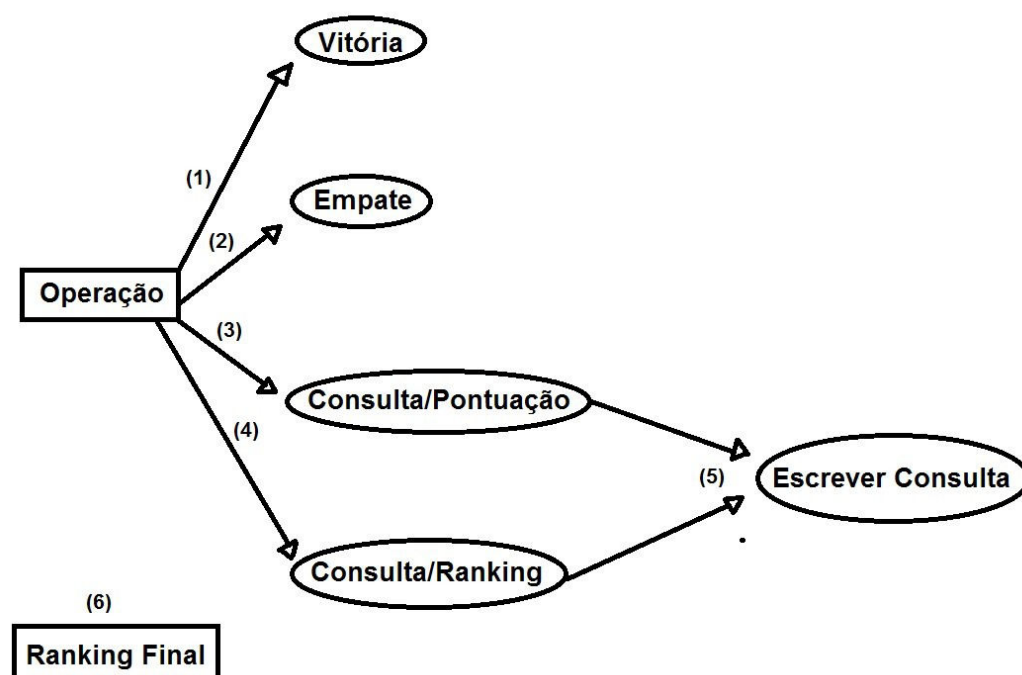 Vitória
(1)
Empate
(2)
Operação
(3)
Consulta/Pontuação
(4)
(5)
Escrever Consulta
Consulta/Ranking
(6)
Ranking Final